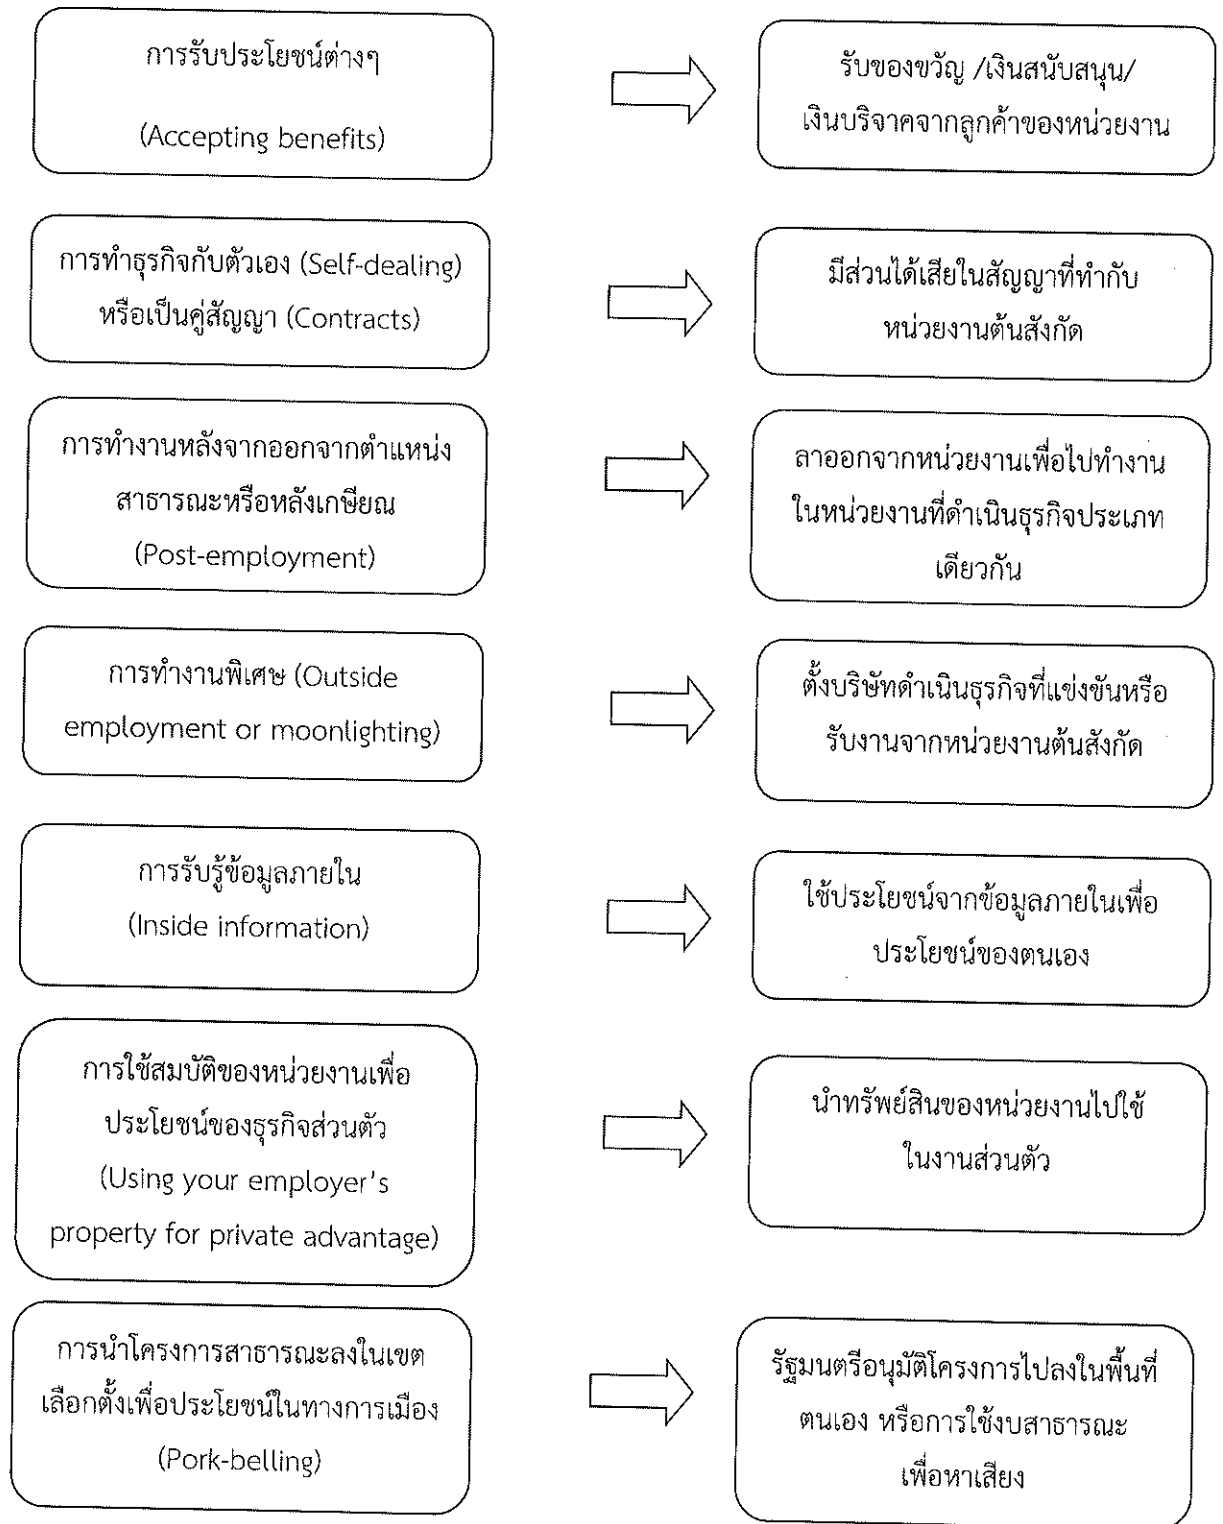 การรับประโยชน์ต่างๆ
(Accepting benefits)
รับของขวัญ /เงินสนับสนุน/
เงินบริจาคจากลูกค้าของหน่วยงาน
การทำธุรกิจกับตัวเอง (Self-dealing)
หรือเป็นคู่สัญญา (Contracts)
มีส่วนได้เสียในสัญญาที่ทำกับ
หน่วยงานต้นสังกัด
การทำงานหลังจากออกจากตำแหน่ง
สาธารณะหรือหลังเกษียณ
(Post-employment)
ลาออกจากหน่วยงานเพื่อไปทำงาน
ในหน่วยงานที่ดำเนินธุรกิจประเภท
เดียวกัน
การทำงานพิเศษ (Outside
employment or moonlighting)
ตั้งบริษัทดำเนินธุรกิจที่แข่งขันหรือ
รับงานจากหน่วยงานต้นสังกัด
การรับรู้ข้อมูลภายใน
(Inside information)
ใช้ประโยชน์จากข้อมูลภายในเพื่อ
ประโยชน์ของตนเอง
การใช้สมบัติของหน่วยงานเพื่อ
ประโยชน์ของธุรกิจส่วนตัว
(Using your employer's
property for private advantage)
นำทรัพย์สินของหน่วยงานไปใช้
ในงานส่วนตัว
การนำโครงการสาธารณะลงในเขต
เลือกตั้งเพื่อประโยชน์ในทางการเมือง
(Pork-belling)
รัฐมนตรีอนุมัติโครงการไปลงในพื้นที่
ตนเอง หรือการใช้งบสาธารณะ
เพื่อหาเสียง